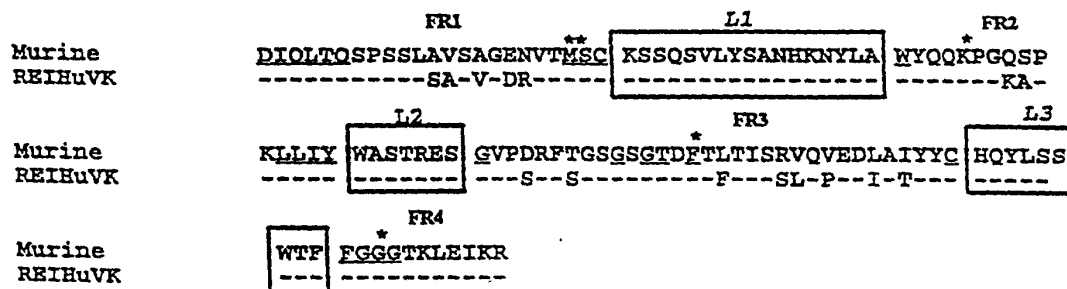 FR1 L1 FR2
** *
Murine DIQLTQSPSSLAVSAGENVTMSC KSSQSVLYSANHKNYLA WYQQKPGQSP
REIHuVK -----------SA-V-DR------ ----------------- -------KA-
L2 FR3 L3
*
Murine KLLIY WASTRES GVPDRFTGSGSGTDFTLTISRVQVEDLAIYYC HQYLSS
REIHuVK ----- ------- ---S--S---------F---SL-P--I-T--- ------
FR4
*
Murine WTF FGGGTKLEIKR
REIHuVK --- -----------